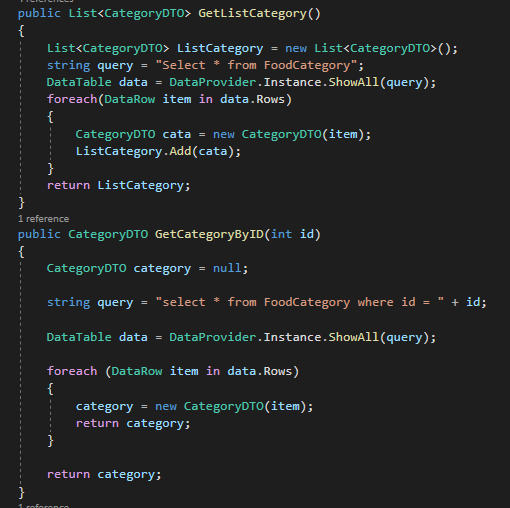 public List<CategoryDTO> GetListCategory()
{
List<CategoryDTO> ListCategory = new List<CategoryDTO>();
string query = "Select * from FoodCategory";
DataTable data = DataProvider.Instance.ShowAll(query);
foreach(DataRow item in data.Rows)
{
CategoryDTO cata = new CategoryDTO(item);
ListCategory.Add(cata);
}
return ListCategory;
}
1 reference
public CategoryDTO GetCategoryByID(int id)
{
CategoryDTO category = null;
string query = "select * from FoodCategory where id = " + id;
DataTable data = DataProvider.Instance.ShowAll(query);
foreach (DataRow item in data.Rows)
{
category = new CategoryDTO(item);
return category;
}
return category;
}